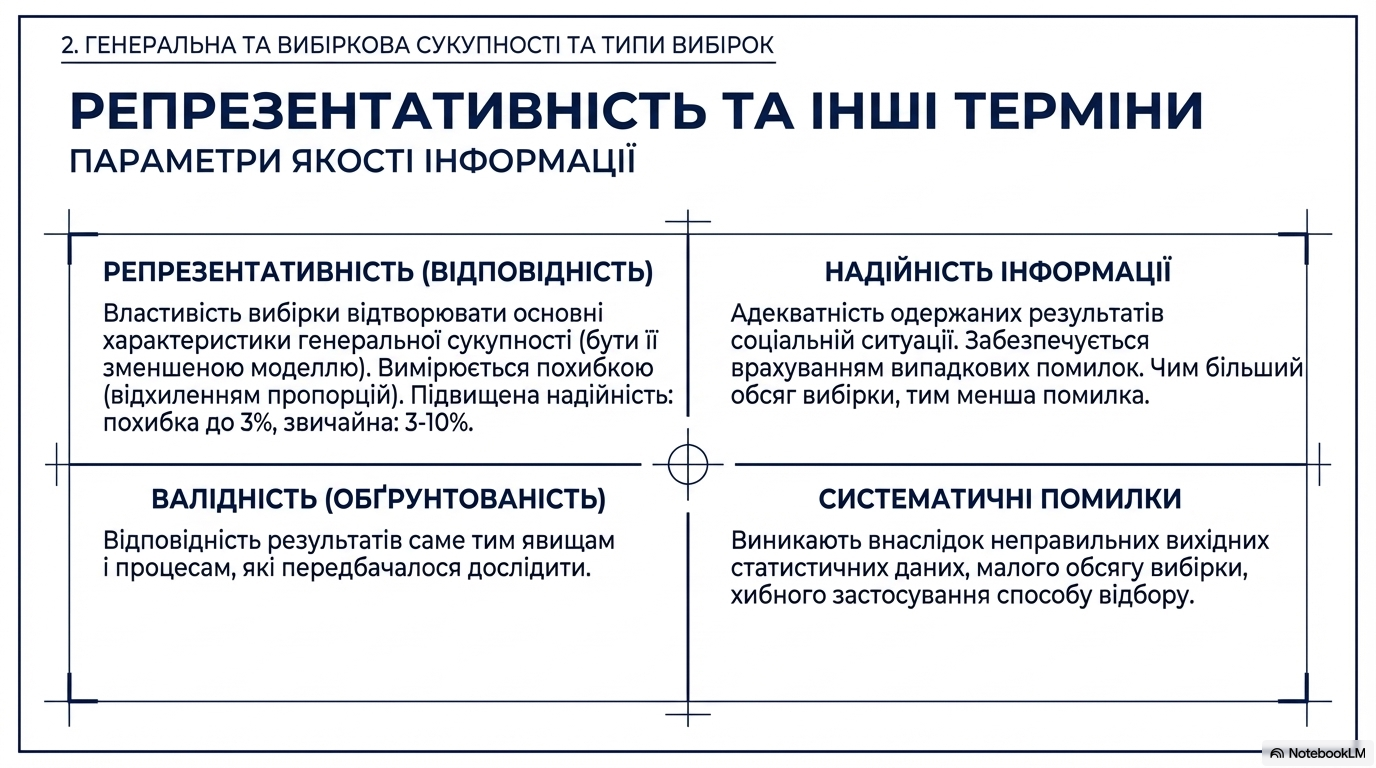 2. ГЕНЕРАЛЬНА ТА ВИБІРКОВА СУКУПНОСТІ ТА ТИПИ ВИБІРОК
РЕПРЕЗЕНТАТИВНІСТЬ ТА ІНШІ ТЕРМІНИ
ПАРАМЕТРИ ЯКОСТІ ІНФОРМАЦІЇ
РЕПРЕЗЕНТАТИВНІСТЬ (ВІДПОВІДНІСТЬ)
Властивість вибірки відтворювати основні
характеристики генеральної сукупності (бути її
зменшеною моделлю). Вимірюється похибкою
(відхиленням пропорцій). Підвищена надійність:
похибка до 3%, звичайна: 3-10%.
НАДІЙНІСТЬ ІНФОРМАЦІЇ
Адекватність одержаних результатів
соціальній ситуації. Забезпечується
врахуванням випадкових помилок. Чим більший
обсяг вибірки, тим менша помилка.
ВАЛІДНІСТЬ (ОБҐРУНТОВАНІСТЬ)
Відповідність результатів саме тим явищам
і процесам, які передбачалося дослідити.
СИСТЕМАТИЧНІ ПОМИЛКИ
Виникають внаслідок неправильних вихідних
статистичних даних, малого обсягу вибірки,
хибного застосування способу відбору.
NotebookLM